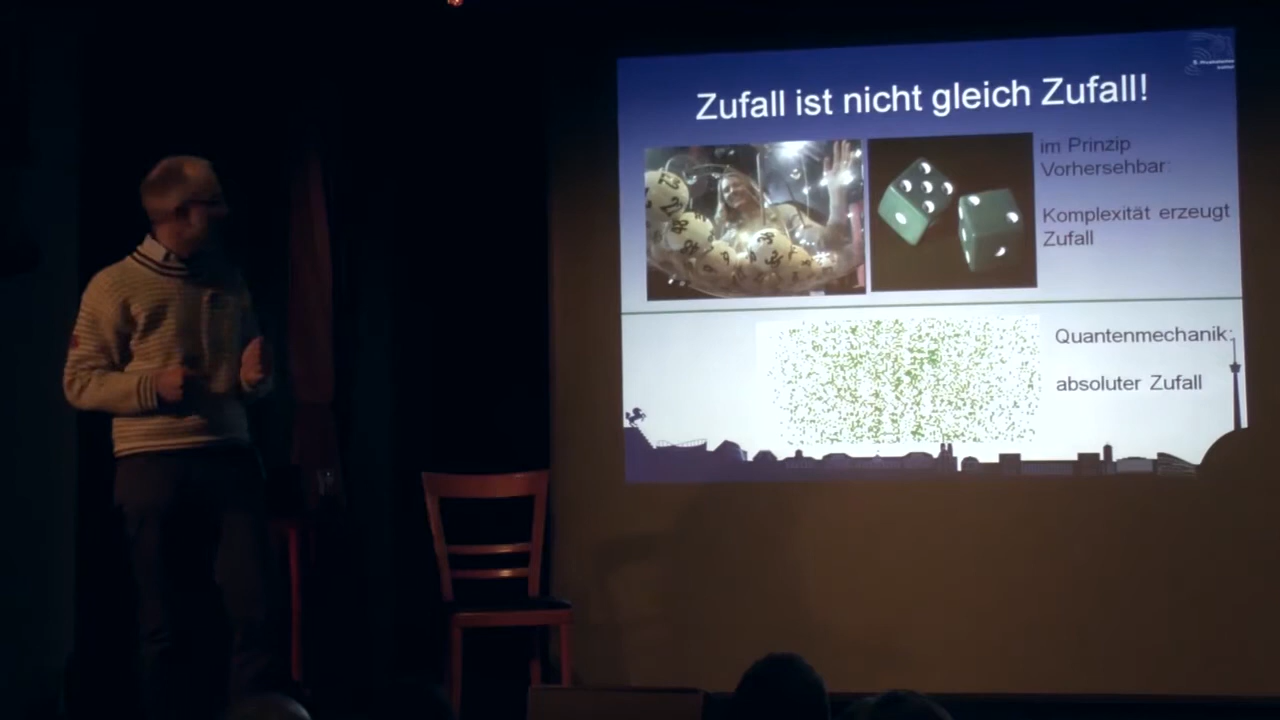 Zufall ist nicht gleich Zufall!
im Prinzip
Vorhersehbar:
Komplexität erzeugt
Zufall
Quantenmechanik:
absoluter Zufall